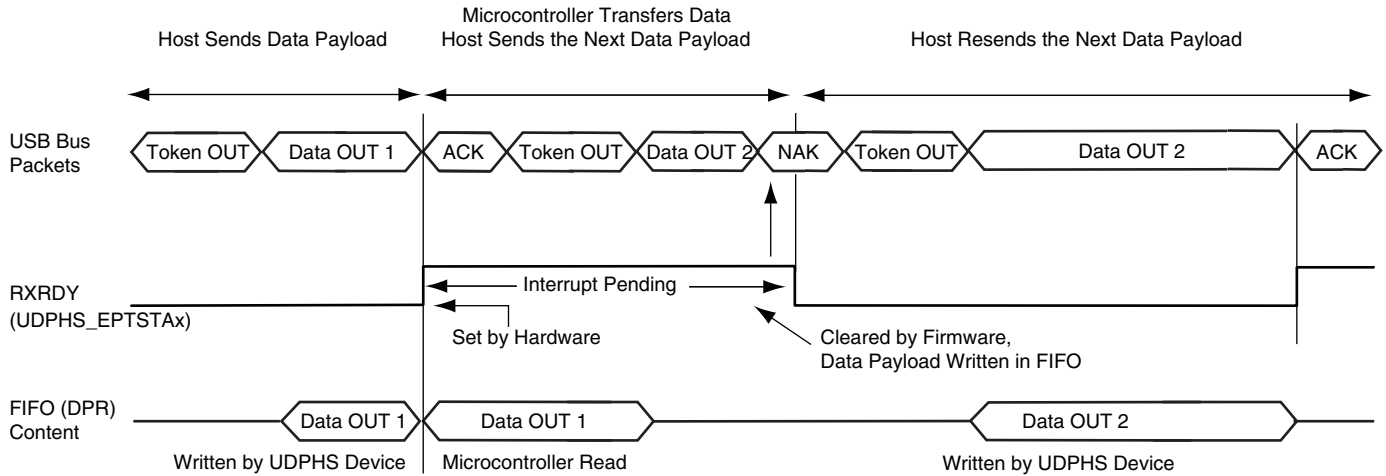 Microcontroller Transfers Data
Host Sends Data Payload
Host Sends the Next Data Payload
Host Resends the Next Data Payload
USB Bus
Packets
Token OUT
Data OUT 1
ACK
Token OUT
Data OUT 2
NAK
Token OUT
Data OUT 2
ACK
RXRDY
(UDPHS_EPTSTAx)
Interrupt Pending
Set by Hardware
Cleared by Firmware,
Data Payload Written in FIFO
FIFO (DPR)
Content
Data OUT 1
Data OUT 1
Data OUT 2
Written by UDPHS Device
Microcontroller Read
Written by UDPHS Device